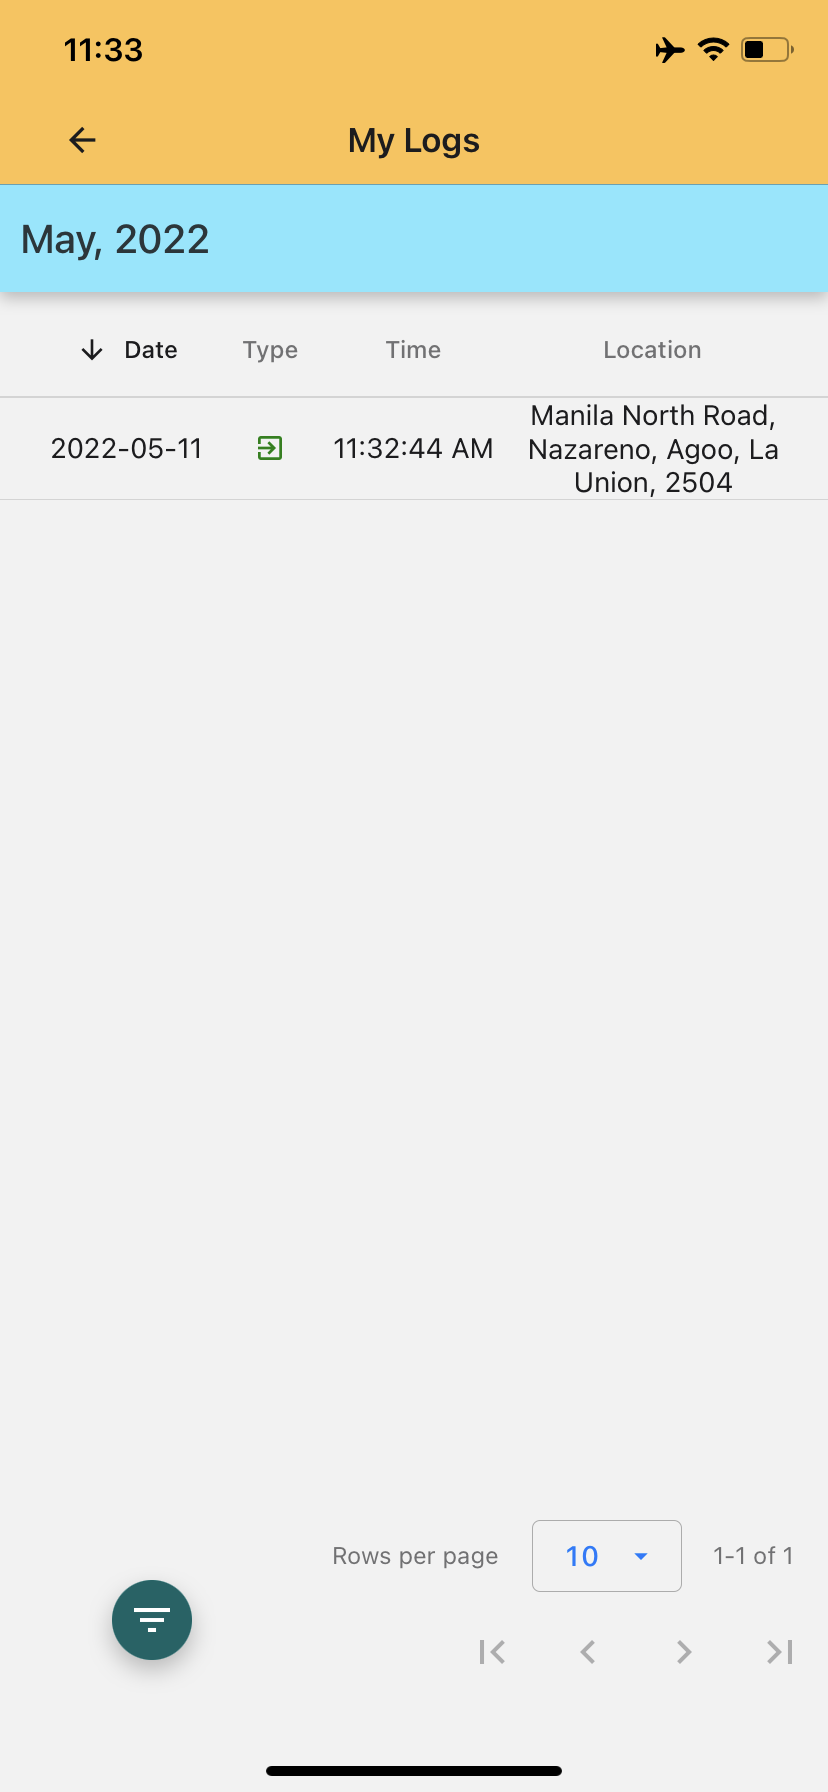 11:33
My Logs
May, 2022
Date Type Time Location
2022-05-11 11:32:44 AM Manila North Road,
Nazareno, Agoo, La
Union, 2504
Rows per page 10 1-1 of 1